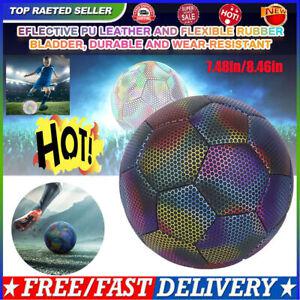 TOP RAETED SELLER
SUPER
HOT!
NEW
EFLECTIVE PU LEATHER AND FLEXIBLE RUBBER
BLADDER, DURABLE AND WEAR-RESISTANT
7.48in/8.46in
HOT!
★FREE/FAST DELIVERY★